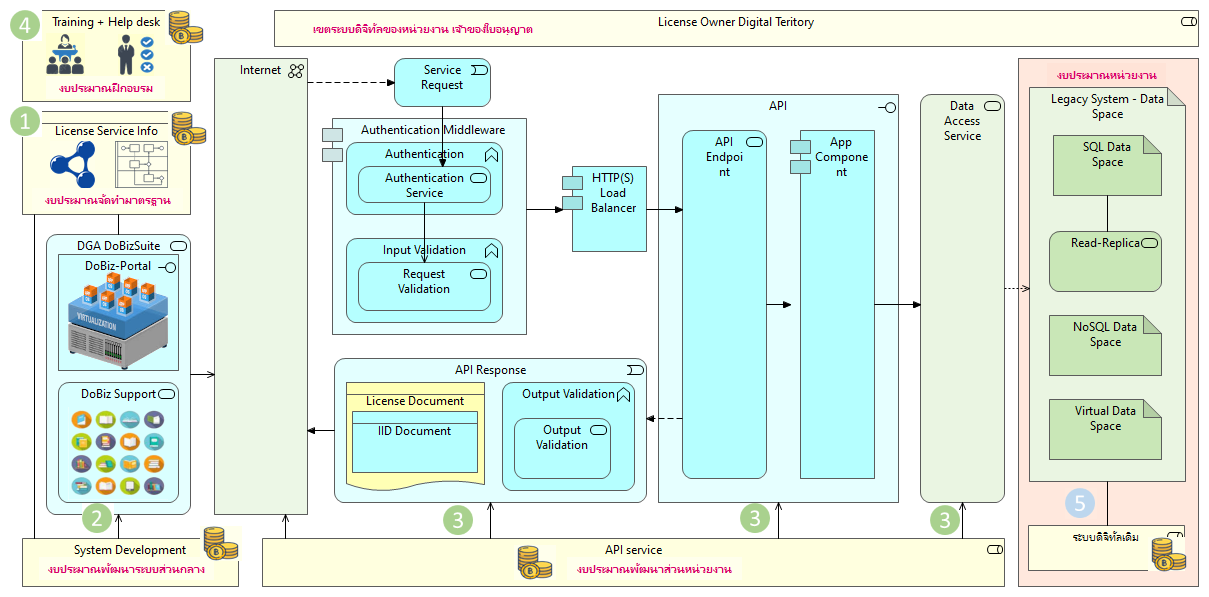 4
Training + Help desk
งบประมาณฝึกอบรม
License Owner Digital Teritory
เขตระบบดิจิทัลของหน่วยงาน เจ้าของใบอนุญาต
1
License Service Info
งบประมาณจัดทำมาตรฐาน
DGA DoBizSuite
DoBiz-Portal
VIRTUALIZATION
DoBiz Support
2
System Development
งบประมาณพัฒนาระบบส่วนกลาง
Internet
Service
Request
Authentication Middleware
Authentication
Authentication
Service
Input Validation
Request
Validation
HTTP(S)
Load
Balancer
API Response
License Document
IID Document
Output Validation
Output
Validation
API
API
Endpoi
nt
App
Compone
nt
Data
Access
Service
3
3
3
API service
งบประมาณพัฒนาส่วนหน่วยงาน
งบประมาณหน่วยงาน
Legacy System - Data
Space
SQL Data
Space
Read-Replica
NoSQL Data
Space
Virtual Data
Space
5
ระบบดิจิทัลเดิม